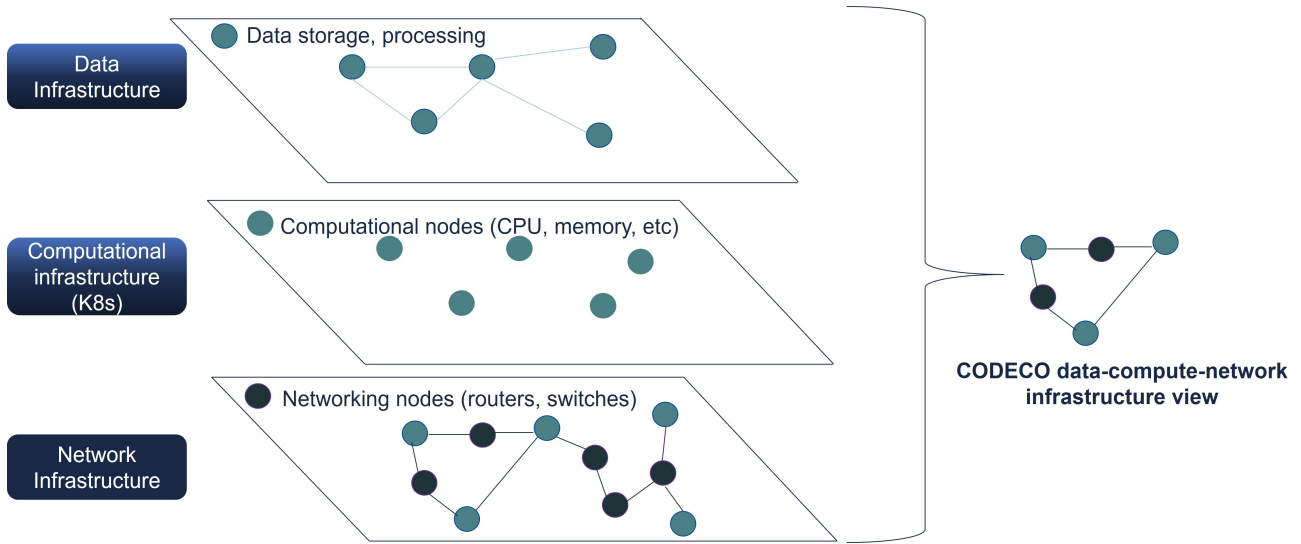 Data
Infrastructure
Data storage, processing
Computational
infrastructure
(K8s)
Computational nodes (CPU, memory, etc)
Network
Infrastructure
Networking nodes (routers, switches)
CODECO data-compute-network
infrastructure view